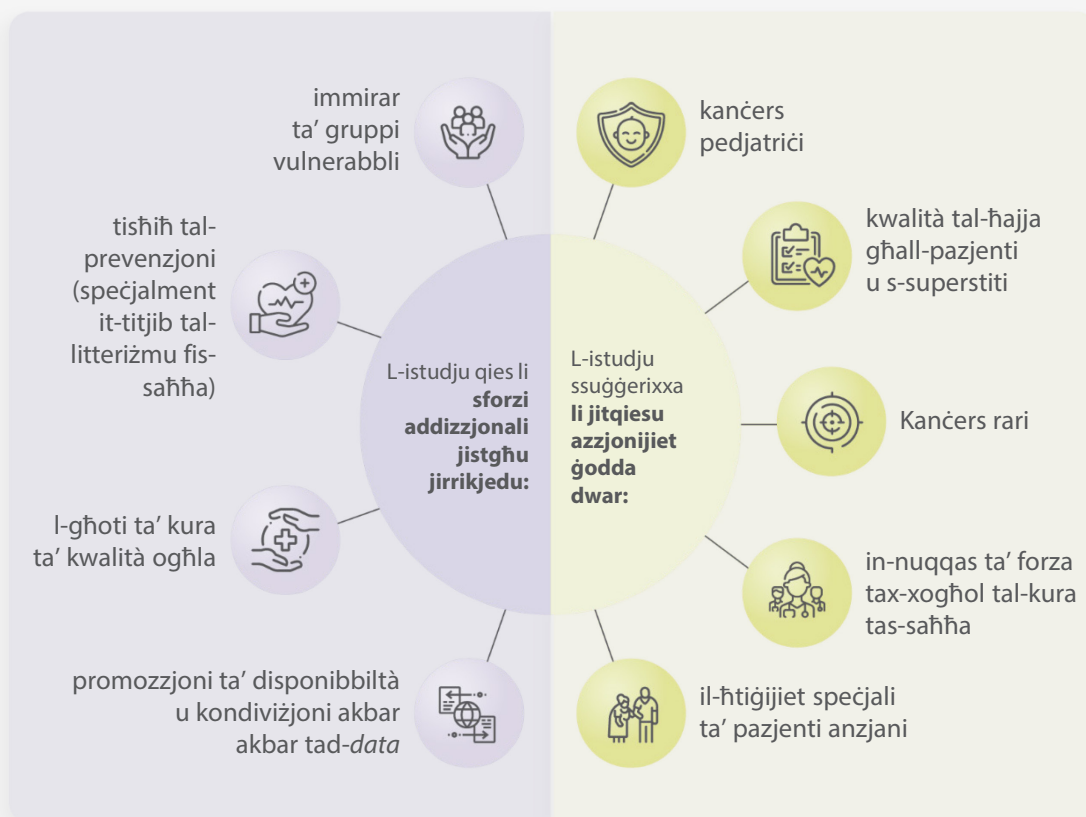 L-istudju qies li
sforzi
addizzjonali
jistgħu
jirrikjedu:
immirar
ta’ gruppi
vulnerabbli
tisħiħ tal-
prevenzjoni
(speċjalment
it-titjib tal-
litteriżmu fis-
saħħa)
l-għoti ta’ kura
ta’ kwalità ogħla
promozzjoni ta’ disponibbiltà
u kondiviżjoni akbar
akbar tad-data
L-istudju
ssuġġerixxa
li jitqiesu
azzjonijiet
ġodda
dwar:
kanċers
pedjatriċi
kwalità tal-ħajja
għall-pazjenti
u s-superstiti
Kanċers rari
in-nuqqas ta’ forza
tax-xogħol tal-kura
tas-saħħa
il-ħtiġijiet speċjali
ta’ pazjenti anzjani